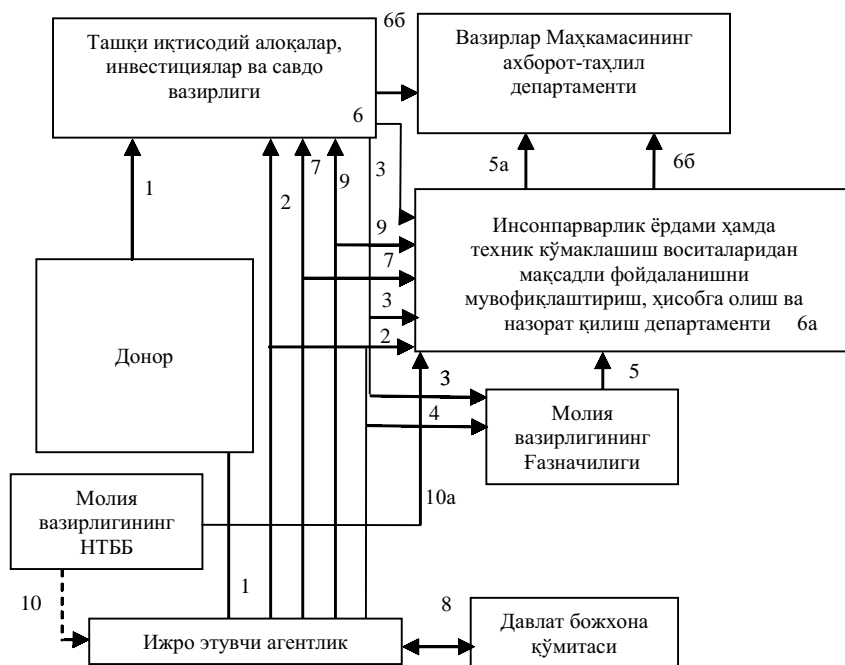 6б
Ташқи иқтисодий алоқалар,
инвестициялар ва савдо
вазирлиги
6
Вазирлар Маҳкамасининг
ахборот-таҳлил
департаменти
1
2
7
9
3
5а
6б
9
7
3
2
Инсонпарварлик ёрдами ҳамда
техник кўмаклашиш воситаларидан
мақсадли фойдаланишни
мувофиқлаштириш, ҳисобга олиш ва
назорат қилиш департаменти 6а
Донор
3
4
5
Молия
вазирлигининг
Ғазначилиги
Молия
вазирлигининг
НТББ
10а
10
1
8
Ижро этувчи агентлик
Давлат божхона
қўмитаси